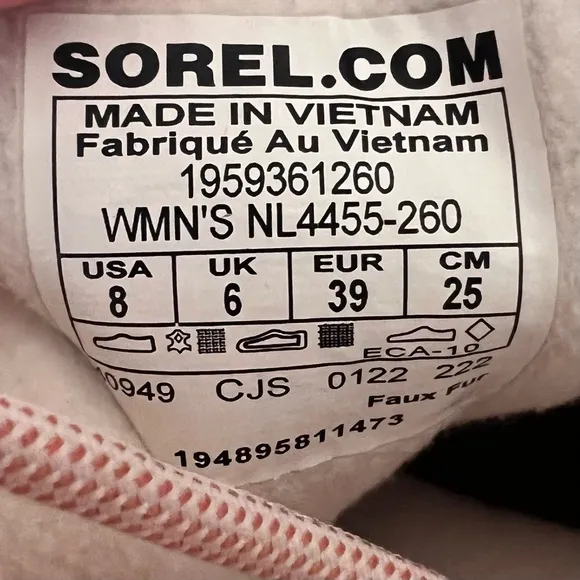 SOREL.COM
MADE IN VIETNAM
Fabriqué Au Vietnam
1959361260
WMN'S NL4455-260
USA UK EUR CM
8 6 39 25
ECA-10
0949 CJS 0122 222
Faux Fur
194895811473